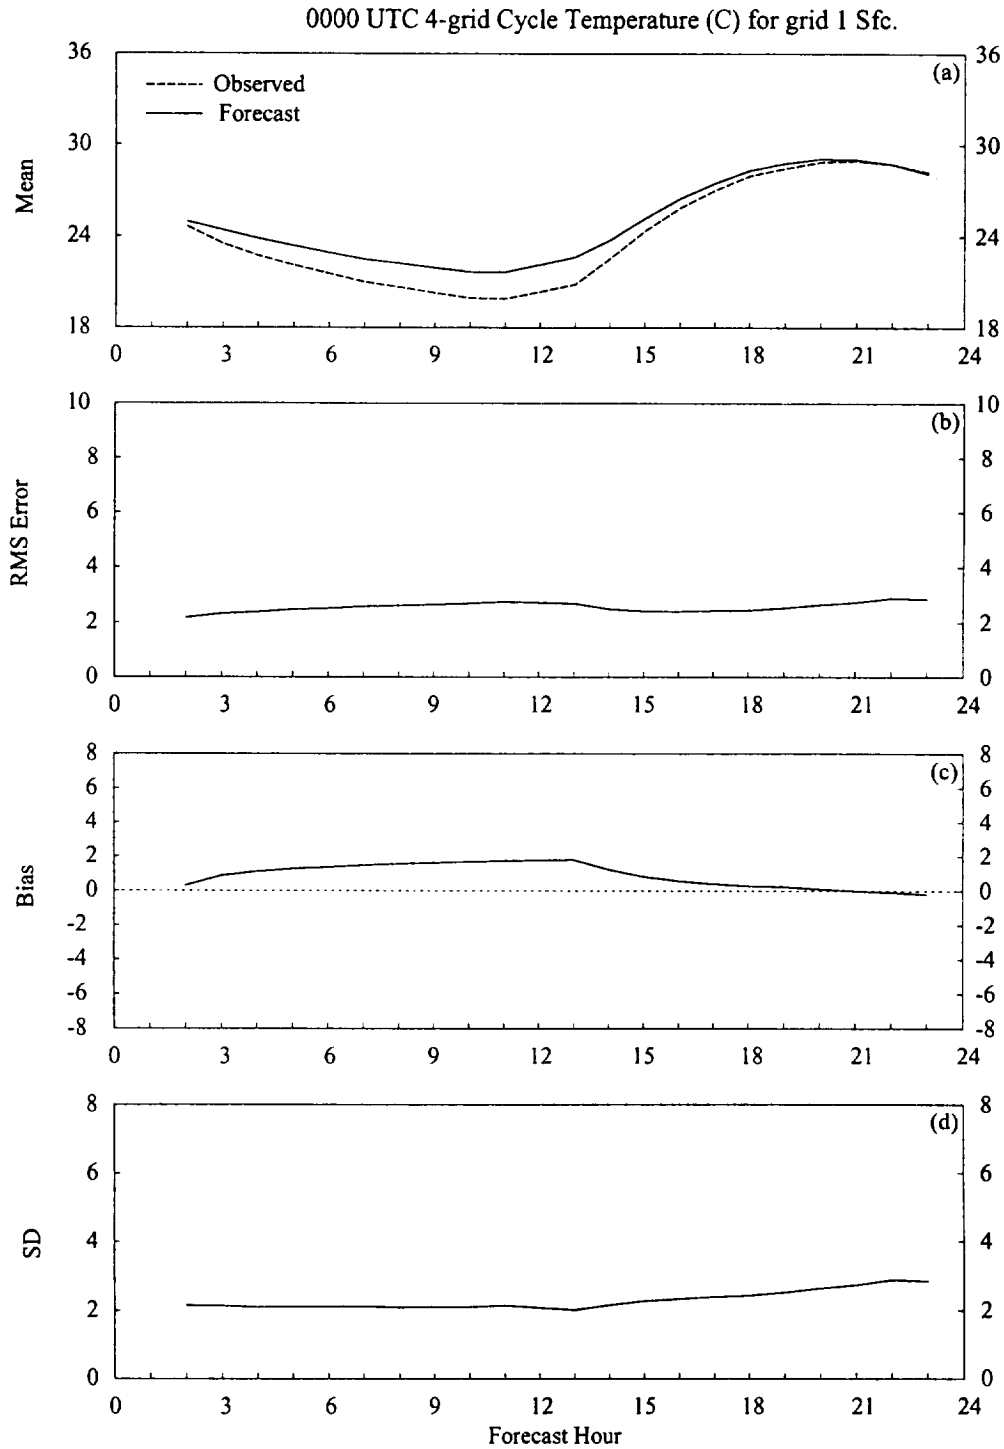 0000 UTC 4-grid Cycle Temperature (C) for grid 1 Sfc.
36 36
(a)
Observed
Forecast
30 30
Mean
24 24
18 18
0 3 6 9 12 15 18 21 24
10 10
(b)
8 8
6 6
RMS Error
4 4
2 2
0 0
0 3 6 9 12 15 18 21 24
8 8
(c)
6 6
4 4
2 2
Bias
0 0
-2 -2
-4 -4
-6 -6
-8 -8
0 3 6 9 12 15 18 21 24
8 8
(d)
6 6
SD
4 4
2 2
0 0
0 3 6 9 12 15 18 21 24
Forecast Hour